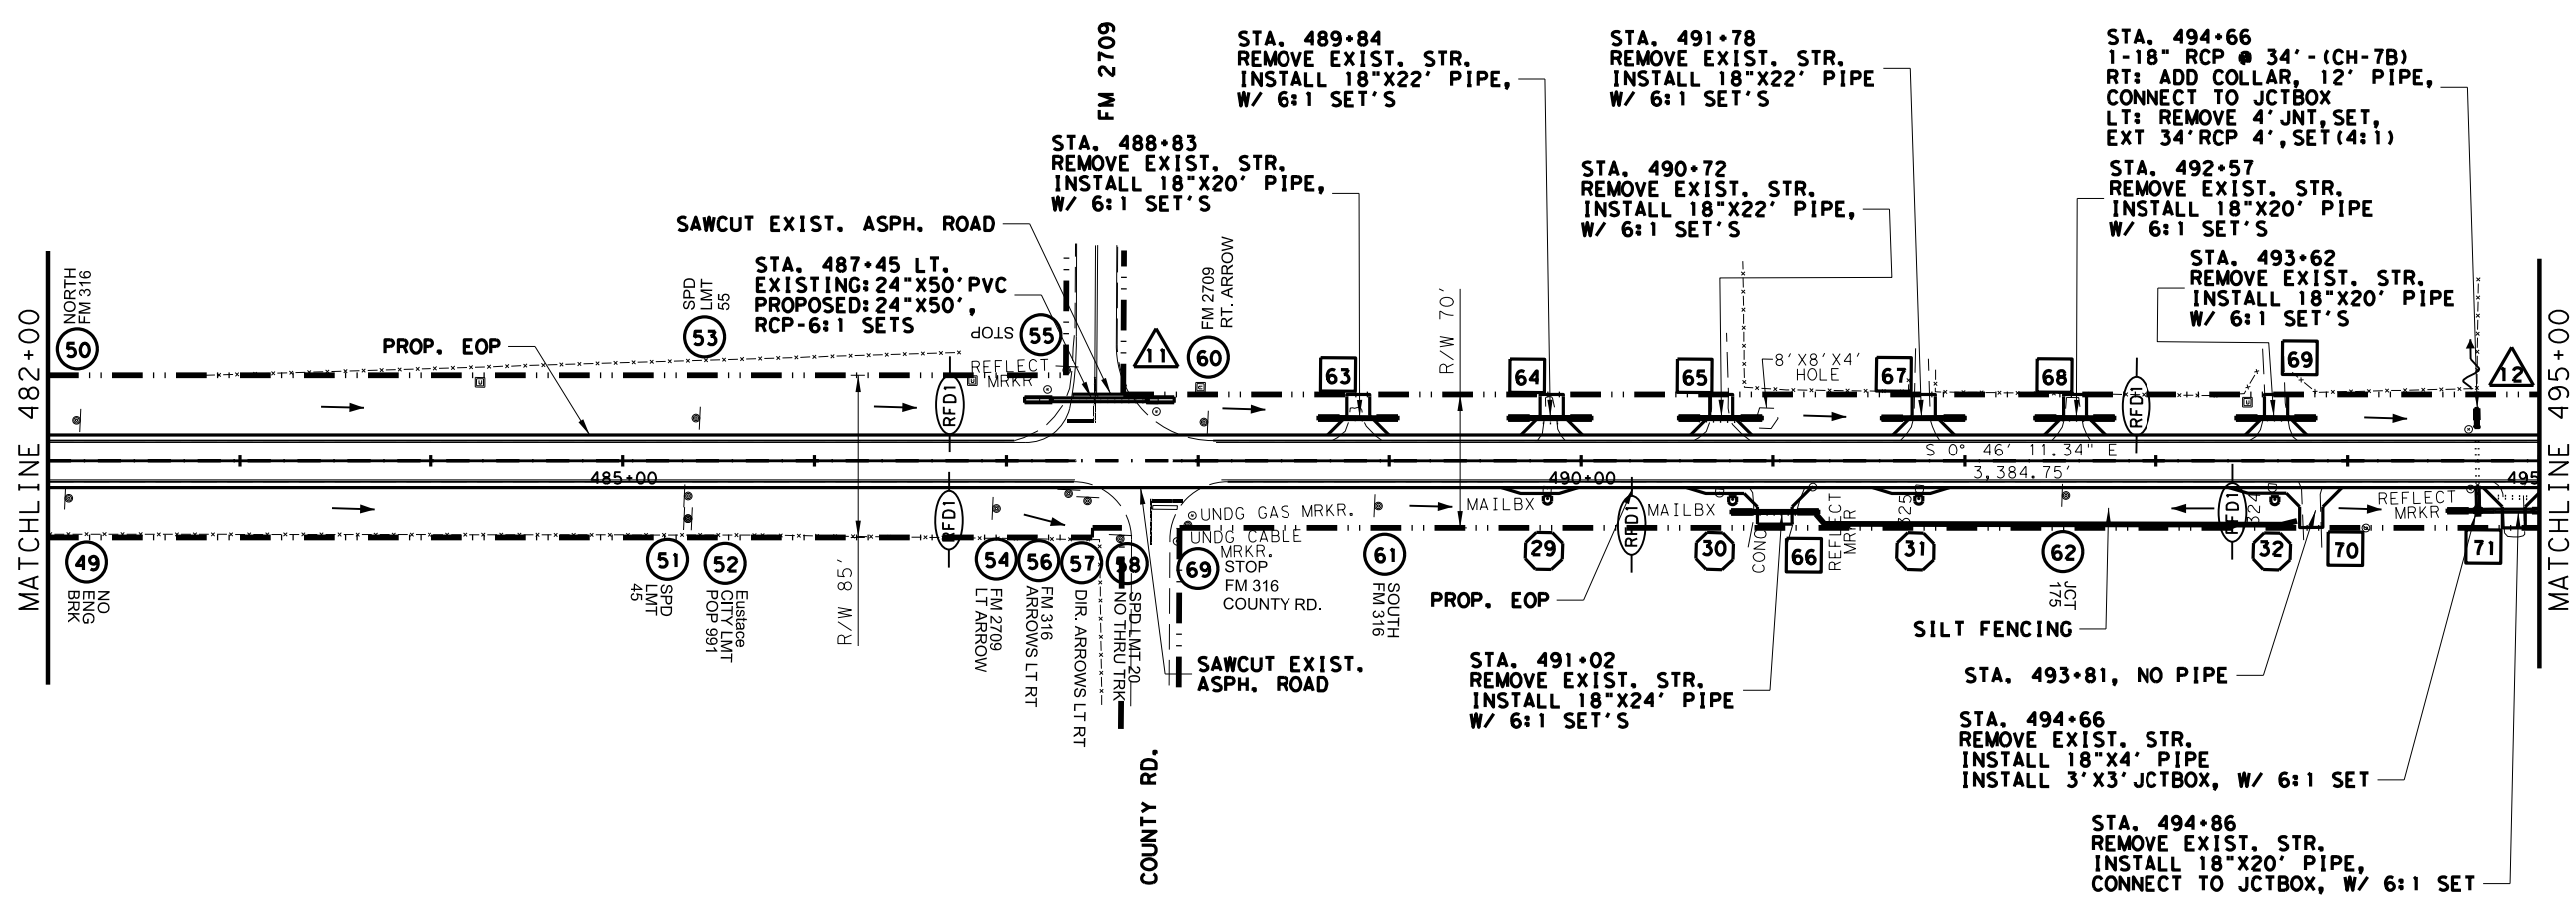 MATCHLINE 482+00
NORTH
FM 316
50
PROP. EOP
SPD
LMT
55
53
SAWCUT EXIST. ASPH. ROAD
STA. 487+45 LT.
EXISTING:24"X50'PVC
PROPOSED:24"X50',
RCP-6:1 SETS
STOP
55
REFLECT
MRKR
FM 2709
11
60
FM 2709
RT. ARROW
STA. 488+83
REMOVE EXIST. STR.
INSTALL 18"X20' PIPE,
W/ 6:1 SET'S
STA. 489+84
REMOVE EXIST. STR.
INSTALL 18"X22' PIPE,
W/ 6:1 SET'S
STA. 490+72
REMOVE EXIST. STR.
INSTALL 18"X22' PIPE,
W/ 6:1 SET'S
STA. 491+78
REMOVE EXIST. STR.
INSTALL 18"X22' PIPE
W/ 6:1 SET'S
STA. 494+66
1-18" RCP @ 34'-(CH-7B)
RT: ADD COLLAR, 12' PIPE,
CONNECT TO JCTBOX
LT: REMOVE 4'JNT,SET,
EXT 34'RCP 4',SET(4:1)
STA. 492+57
REMOVE EXIST. STR.
INSTALL 18"X20' PIPE
W/ 6:1 SET'S
STA. 493+62
REMOVE EXIST. STR.
INSTALL 18"X20' PIPE
W/ 6:1 SET'S
R/W 70'
63
64
65
8'X8'X4'
HOLE
67
68
69
12
RFD1
RFD1
S 0° 46' 11.34" E
3,384.75'
485+00
490+00
495
MATCHLINE 495+00
RFD1
UNDG GAS MRKR.
UNDG CABLE
MRKR.
STOP
FM 316
COUNTY RD.
MAILBX
MAILBX
RFD1
CONC
REFLECT
MRKR
325
324
RFD1
REFLECT
MRKR
49
NO
ENG
BRK
51
SPD
LMT
45
52
Eustace
CITY LMT
POP 991
R/W 85'
54
FM 2709
LT ARROW
56
FM 316
ARROWS LT RT
57
DIR. ARROWS LT RT
58
SPD LMT 20
NO THRU TRK
69
61
SOUTH
FM 316
29
30
66
31
62
JCT
175
32
70
71
PROP. EOP
SAWCUT EXIST.
ASPH. ROAD
COUNTY RD.
STA. 491+02
REMOVE EXIST. STR.
INSTALL 18"X24' PIPE
W/ 6:1 SET'S
SILT FENCING
STA. 493+81, NO PIPE
STA. 494+66
REMOVE EXIST. STR.
INSTALL 18"X4' PIPE
INSTALL 3'X3'JCTBOX, W/ 6:1 SET
STA. 494+86
REMOVE EXIST. STR.
INSTALL 18"X20' PIPE,
CONNECT TO JCTBOX, W/ 6:1 SET